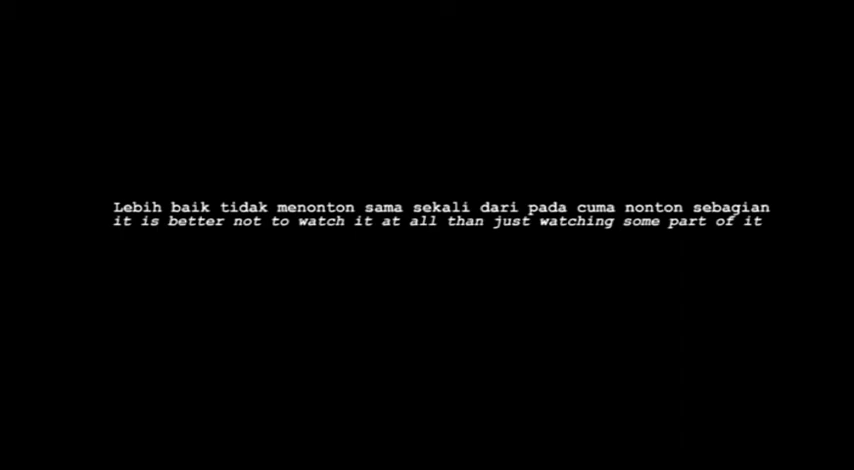 Lebih baik tidak menonton sama sekali dari pada cuma nonton sebagian
it is better not to watch it at all than just watching some part of it